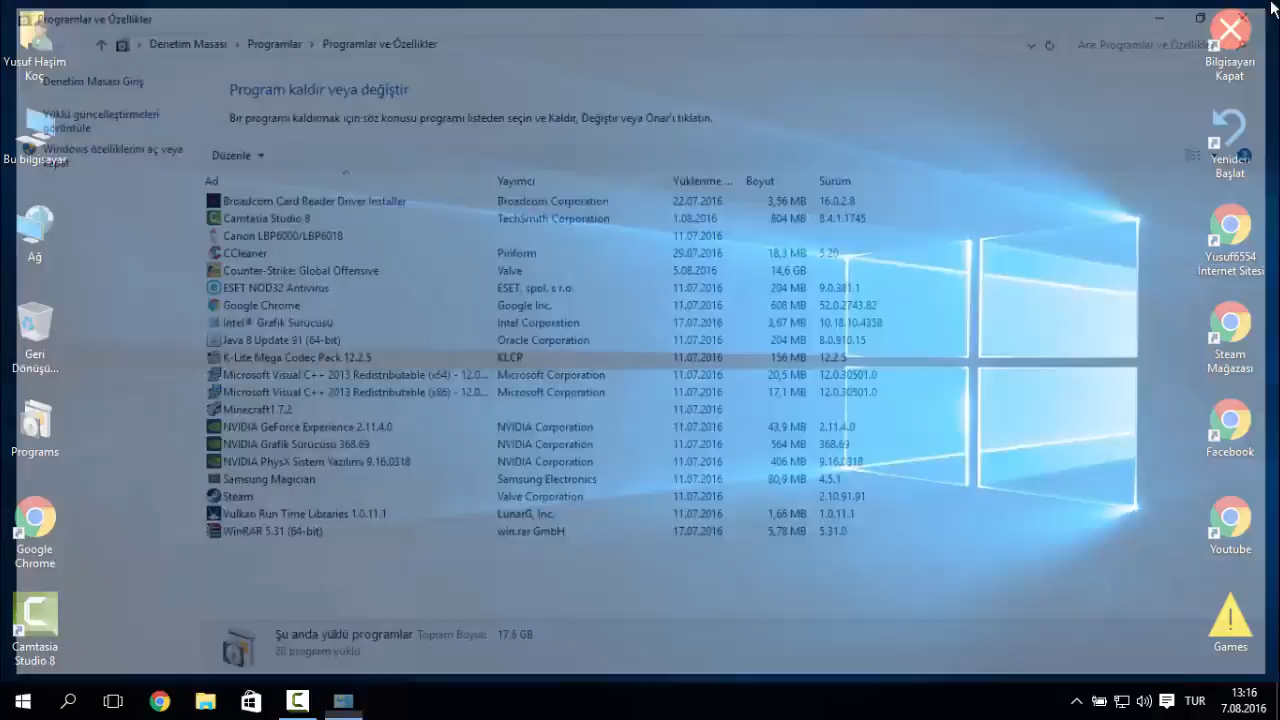 Programlar ve Özellikler
Denetim Masası
Programlar
Programlar ve Özellikler
Ara: Programlar ve Özellikler
Denetim Masası Giriş
Yüklü güncelleştirmeleri
görüntüle
Windows özelliklerini aç veya
kapat
Program kaldır veya değiştir
Bir programı kaldırmak için söz konusu programı listeden seçin ve Kaldır, Değiştir veya Onar'ı tıklatın.
Düzenle
Ad Yayımcı Yüklenme ... Boyut Sürüm
Broadcom Card Reader Driver Installer Broadcom Corporation 22.07.2016 3,56 MB 16.0.2.8
Camtasia Studio 8 TechSmith Corporation 1.08.2016 804 MB 8.4.1.1745
Canon LBP6000/LBP6018 11.07.2016
CCleaner Piriform 29.07.2016 18,3 MB 5.20
Counter-Strike: Global Offensive Valve 5.08.2016 14,6 GB
ESET NOD32 Antivirus ESET, spol. s r.o. 11.07.2016 204 MB 9.0.381.1
Google Chrome Google Inc. 11.07.2016 608 MB 52.0.2743.82
Intel® Grafik Sürücüsü Intel Corporation 17.07.2016 3,67 MB 10.18.10.4358
Java 8 Update 91 (64-bit) Oracle Corporation 11.07.2016 204 MB 8.0.910.15
K-Lite Mega Codec Pack 12.2.5 KLCP 11.07.2016 156 MB 12.2.5
Microsoft Visual C++ 2013 Redistributable (x64) - 12.0... Microsoft Corporation 11.07.2016 20,5 MB 12.0.30501.0
Microsoft Visual C++ 2013 Redistributable (x86) - 12.0... Microsoft Corporation 11.07.2016 17,1 MB 12.0.30501.0
Minecraft1.7.2 11.07.2016
NVIDIA GeForce Experience 2.11.4.0 NVIDIA Corporation 11.07.2016 43,9 MB 2.11.4.0
NVIDIA Grafik Sürücüsü 368.69 NVIDIA Corporation 11.07.2016 564 MB 368.69
NVIDIA PhysX Sistem Yazılımı 9.16.0318 NVIDIA Corporation 11.07.2016 406 MB 9.16.0318
Samsung Magician Samsung Electronics 11.07.2016 80,9 MB 4.5.1
Steam Valve Corporation 11.07.2016 2.10.91.91
Vulkan Run Time Libraries 1.0.11.1 LunarG, Inc. 11.07.2016 1,66 MB 1.0.11.1
WinRAR 5.31 (64-bit) win.rar GmbH 17.07.2016 5,78 MB 5.31.0
Şu anda yüklü programlar Toplam Boyut: 17,6 GB
20 program yüklü
Yusuf Haşim
Koç
Bu bilgisayar
Ağ
Geri
Dönüşü...
Programs
Google
Chrome
Camtasia
Studio 8
Bilgisayarı
Kapat
Yeniden
Başlat
Yusuf6554
İnternet Sitesi
Steam
Mağazası
Facebook
Youtube
Games
TUR
13:16
7.08.2016